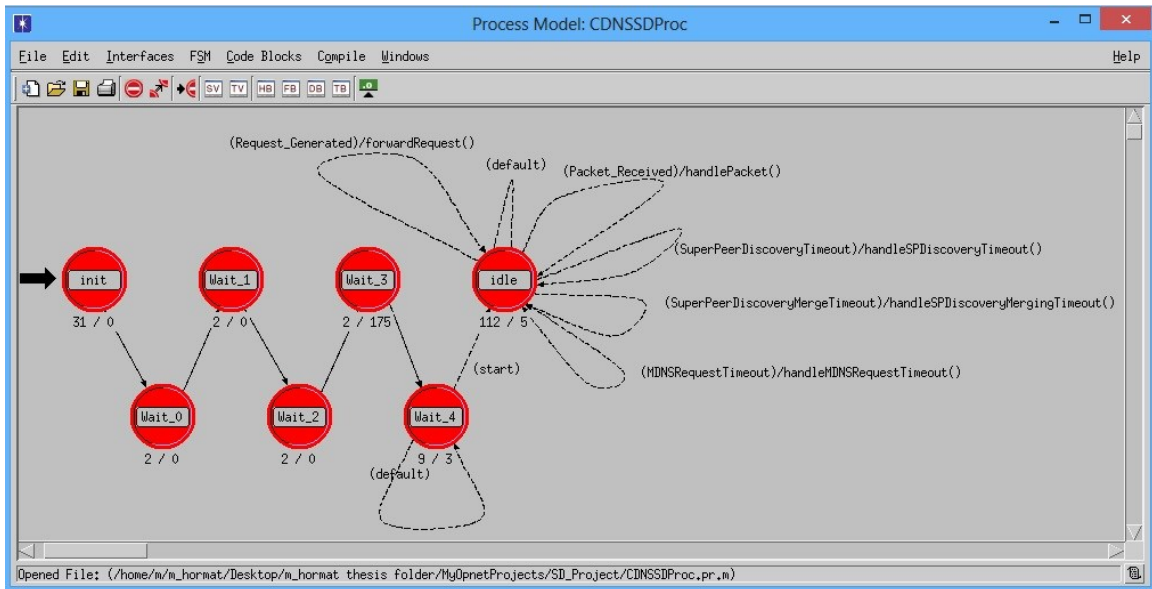 Process Model: CDNSSDProc
File Edit Interfaces FSM Code Blocks Compile Windows Help
SV TV HB FB DB TB
(Request_Generated)/forwardRequest()
(default)
(Packet_Received)/handlePacket()
(SuperPeerDiscoveryTimeout)/handleSPDiscoveryTimeout()
init Wait_1 Wait_3 idle
(SuperPeerDiscoveryMergeTimeout)/handleSPDiscoveryMergingTimeout()
31 / 0 2 / 0 2 / 175 112 / 5
(start)
(MDNSRequestTimeout)/handleMDNSRequestTimeout()
Wait_0 Wait_2 Wait_4
2 / 0 2 / 0 9 / 3
(default)
Opened File: (/home/m/m_hormat/Desktop/m_hormat thesis folder/MyOpnetProjects/SD_Project/CDNSSDProc.pr.m)